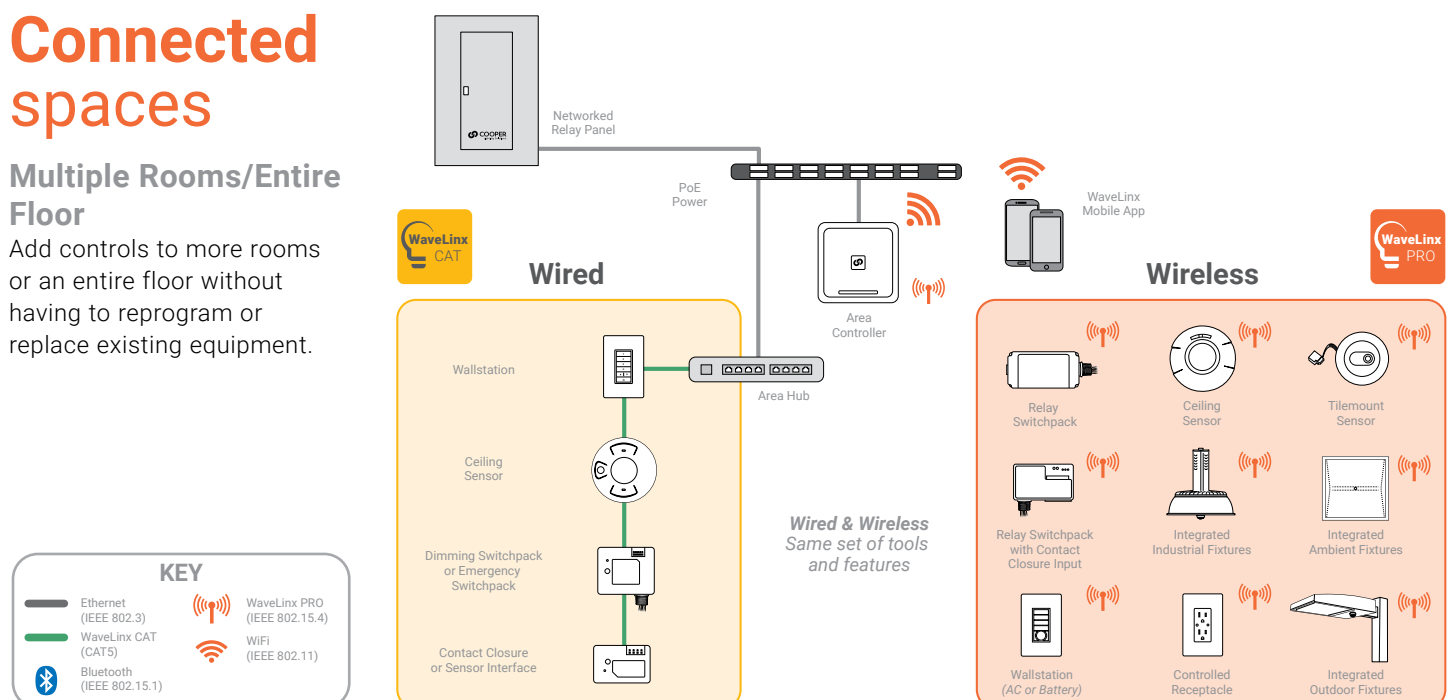 Connected
spaces
Multiple Rooms/Entire
Floor
Add controls to more rooms
or an entire floor without
having to reprogram or
replace existing equipment.
KEY
Ethernet
(IEEE 802.3)
WaveLinx CAT
(CAT5)
Bluetooth
(IEEE 802.15.1)
WaveLinx PRO
(IEEE 802.15.4)
WiFi
(IEEE 802.11)
COOPER
Networked
Relay Panel
PoE
Power
WaveLinx
Mobile App
Area
Controller
WaveLinx
CAT
Wired
Wallstation
Area Hub
Ceiling
Sensor
Dimming Switchpack
or Emergency
Switchpack
Contact Closure
or Sensor Interface
Wired & Wireless
Same set of tools
and features
Wireless
WaveLinx
PRO
Relay
Switchpack
Ceiling
Sensor
Tilemount
Sensor
Relay Switchpack
with Contact
Closure Input
Integrated
Industrial Fixtures
Integrated
Ambient Fixtures
Wallstation
(AC or Battery)
Controlled
Receptacle
Integrated
Outdoor Fixtures